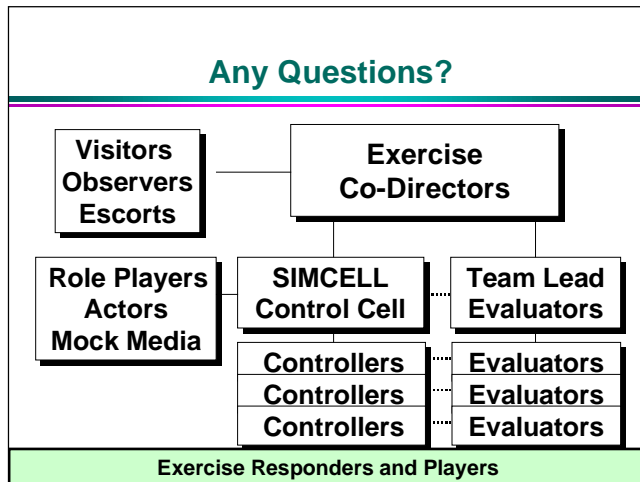 Any Questions?
Visitors
Observers
Escorts
Exercise
Co-Directors
Role Players
Actors
Mock Media
SIMCELL
Control Cell
Team Lead
Evaluators
Controllers
Controllers
Controllers
Evaluators
Evaluators
Evaluators
Exercise Responders and Players